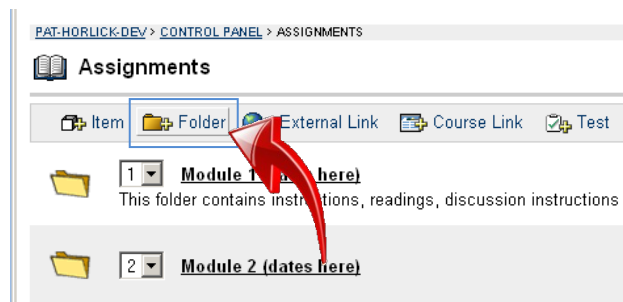 PAT-HORLICK-DEV > CONTROL PANEL > ASSIGNMENTS
Assignments
Item Folder External Link Course Link Test
1 Module 1 here)
This folder contains instructions, readings, discussion instructions
2 Module 2 (dates here)